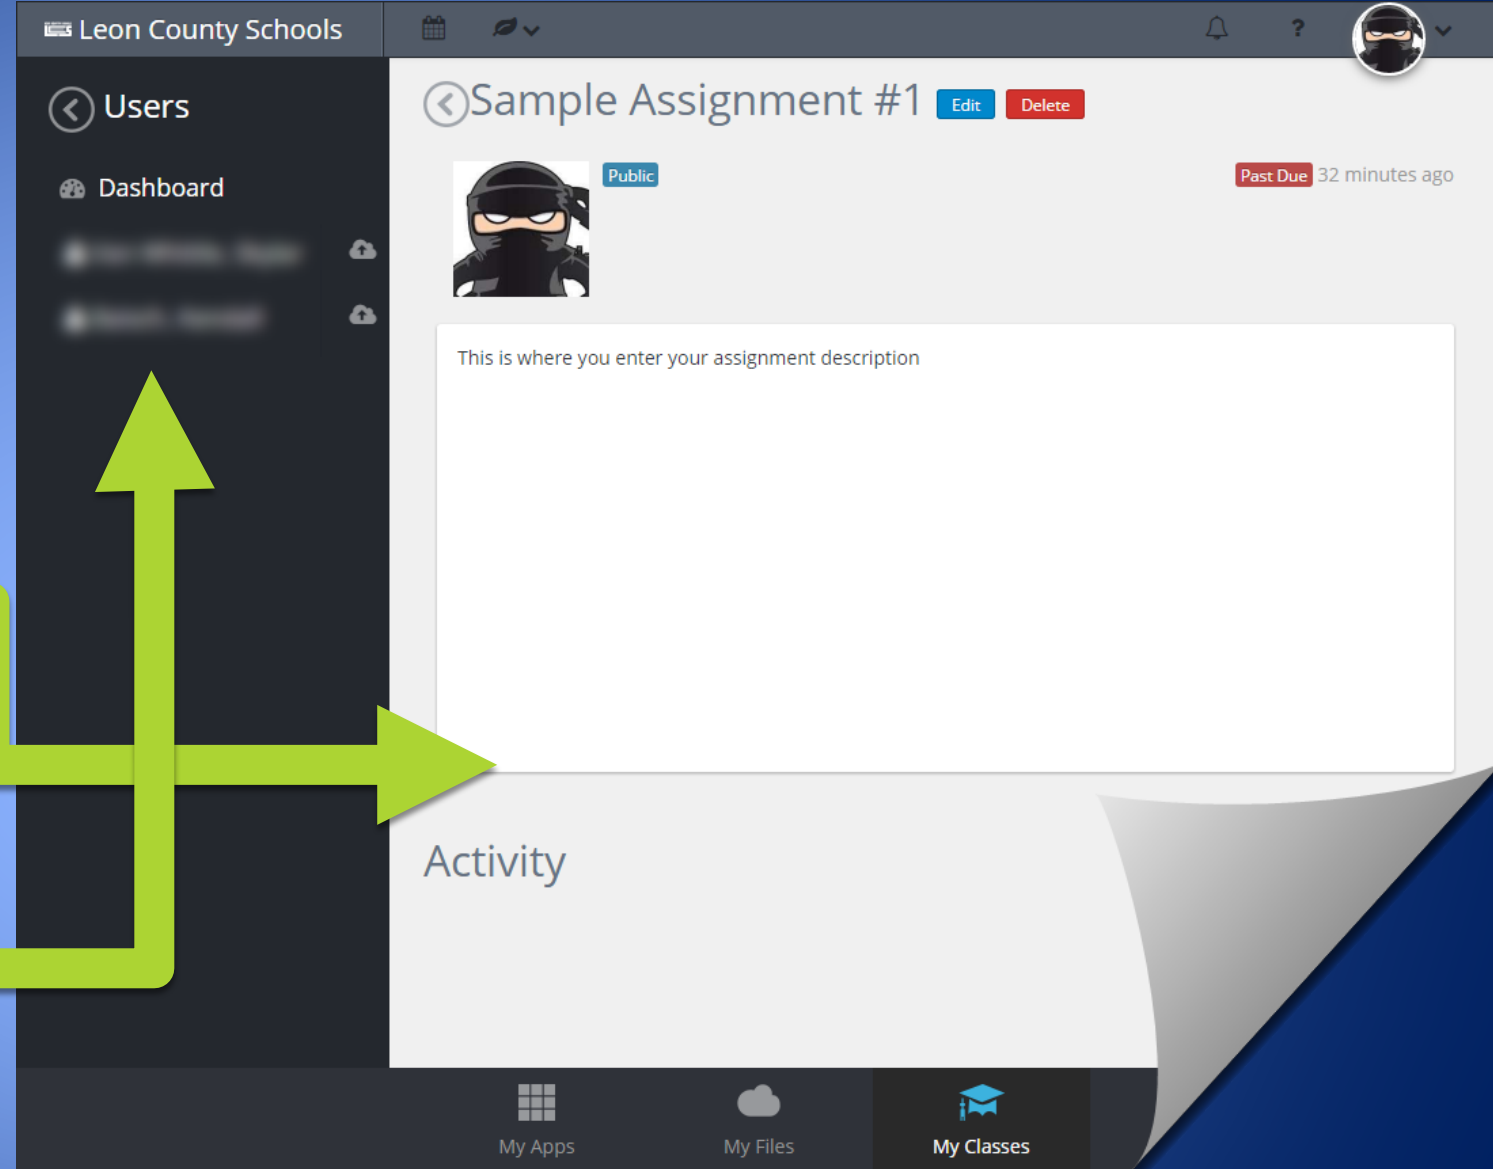 Leon County Schools
?
Users
Sample Assignment #1 Edit Delete
Dashboard
Public
Past Due 32 minutes ago
This is where you enter your assignment description
Activity
My Apps
My Files
My Classes